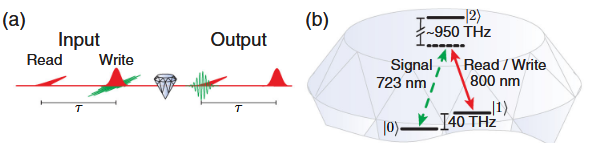 (a)
Input
Output
Read
Write
τ
τ
(b)
|2⟩
~950 THz
Signal
723 nm
Read / Write
800 nm
|1⟩
40 THz
|0⟩